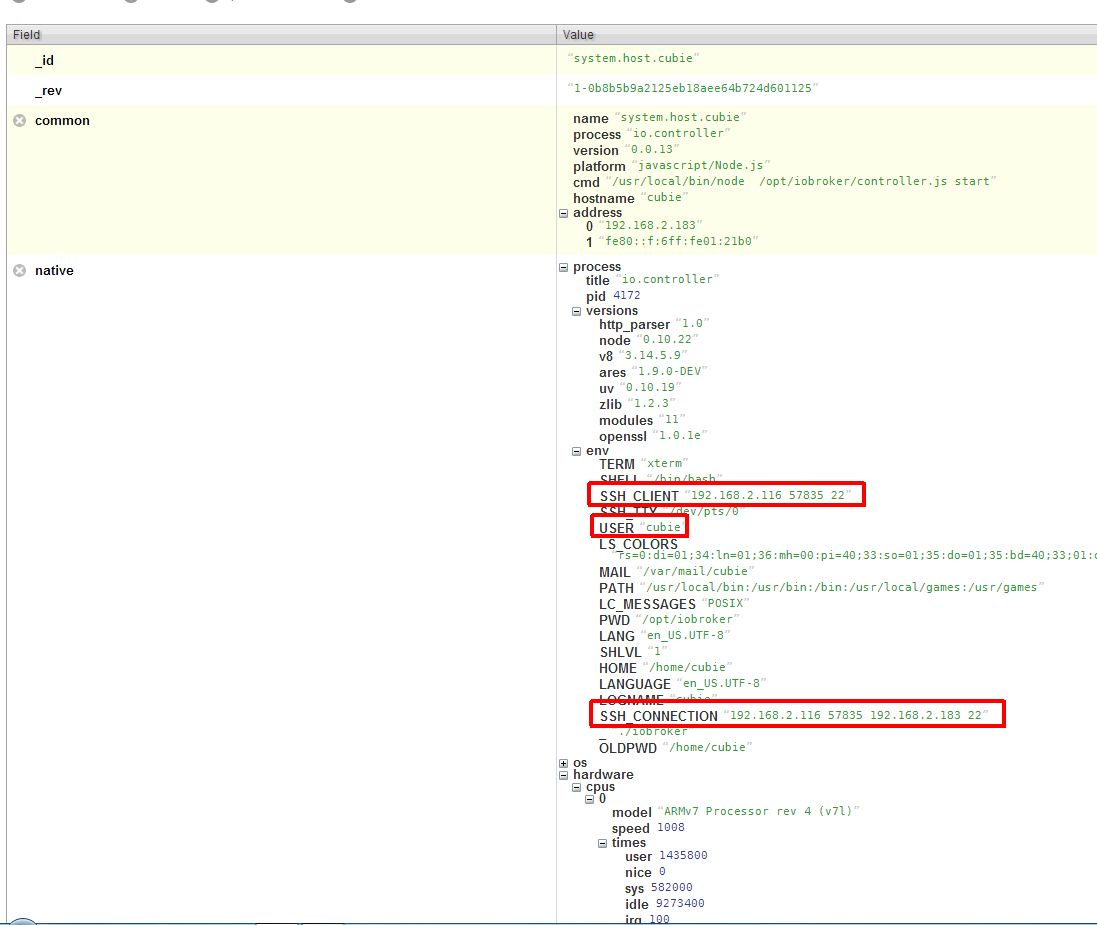 Field Value
_id "system.host.cubie"
_rev "1-0b8b5b9a2125eb18aee64b724d601125"
common name "system.host.cubie"
process "io.controller"
version "0.0.13"
platform "javascript/Node.js"
cmd "/usr/local/bin/node  /opt/iobroker/controller.js start"
hostname "cubie"
address
0 "192.168.2.183"
1 "fe80::f:6ff:fe01:21b0"
native process
title "io.controller"
pid 4172
versions
http_parser "1.0"
node "0.10.22"
v8 "3.14.5.9"
ares "1.9.0-DEV"
uv "0.10.19"
zlib "1.2.3"
modules "11"
openssl "1.0.1e"
env
TERM "xterm"
SHELL "/bin/bash"
SSH_CLIENT "192.168.2.116 57835 22"
SSH_TTY "/dev/pts/0"
USER "cubie"
LS_COLORS
"rs=0:di=01;34:ln=01;36:mh=00:pi=40;33:so=01;35:do=01;35:bd=40;33;01:c
MAIL "/var/mail/cubie"
PATH "/usr/local/bin:/usr/bin:/bin:/usr/local/games:/usr/games"
LC_MESSAGES "POSIX"
PWD "/opt/iobroker"
LANG "en_US.UTF-8"
SHLVL "1"
HOME "/home/cubie"
LANGUAGE "en_US.UTF-8"
LOGNAME "cubie"
SSH_CONNECTION "192.168.2.116 57835 192.168.2.183 22"
_ "./iobroker"
OLDPWD "/home/cubie"
os
hardware
cpus
0
model "ARMv7 Processor rev 4 (v7l)"
speed 1008
times
user 1435800
nice 0
sys 582000
idle 9273400
irq 100